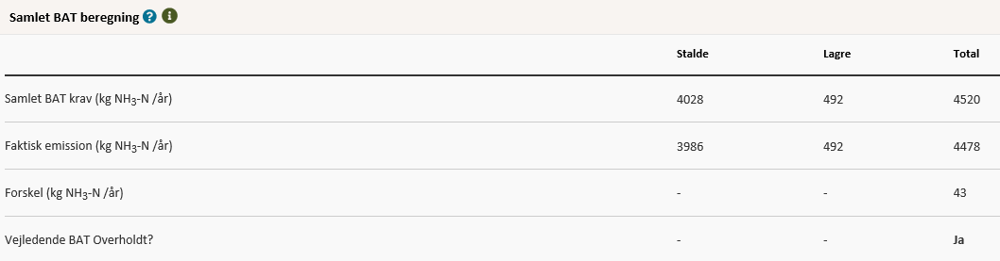 Samlet BAT beregning ? i
Stalde Lagre Total
Samlet BAT krav (kg NH3-N /år) 4028 492 4520
Faktisk emission (kg NH3-N /år) 3986 492 4478
Forskel (kg NH3-N /år) - - 43
Vejledende BAT Overholdt? - - Ja